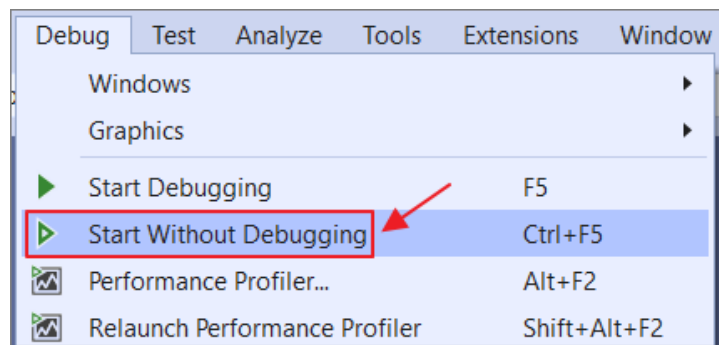 Debug Test Analyze Tools Extensions Window
Windows
Graphics
Start Debugging F5
Start Without Debugging Ctrl+F5
Performance Profiler... Alt+F2
Relaunch Performance Profiler Shift+Alt+F2